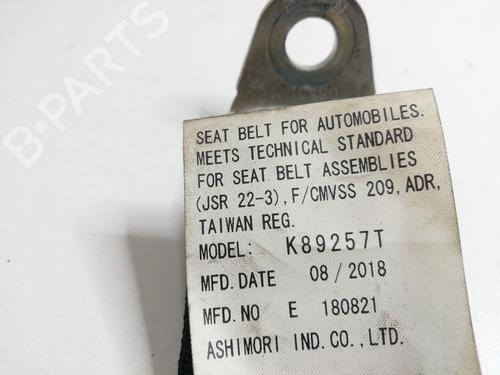 SEAT BELT FOR AUTOMOBILES.
MEETS TECHNICAL STANDARD
FOR SEAT BELT ASSEMBLIES
(JSR 22-3), F/CMVSS 209, ADR,
TAIWAN REG.
MODEL: K89257T
MFD. DATE 08 / 2018
MFD. NO E 180821
ASHIMORI IND. CO., LTD.
B-PARTS